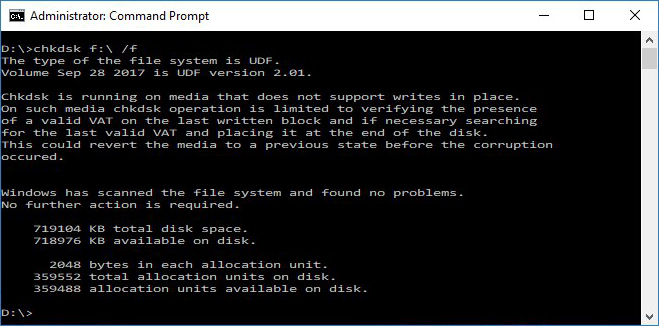 Administrator: Command Prompt
D:\>chkdsk f:\ /f
The type of the file system is UDF.
Volume Sep 28 2017 is UDF version 2.01.
Chkdsk is running on media that does not support writes in place.
On such media chkdsk operation is limited to verifying the presence
of a valid VAT on the last written block and if necessary searching
for the last valid VAT and placing it at the end of the disk.
This could revert the media to a previous state before the corruption
occured.
Windows has scanned the file system and found no problems.
No further action is required.
719104 KB total disk space.
718976 KB available on disk.
2048 bytes in each allocation unit.
359552 total allocation units on disk.
359488 allocation units available on disk.
D:\>